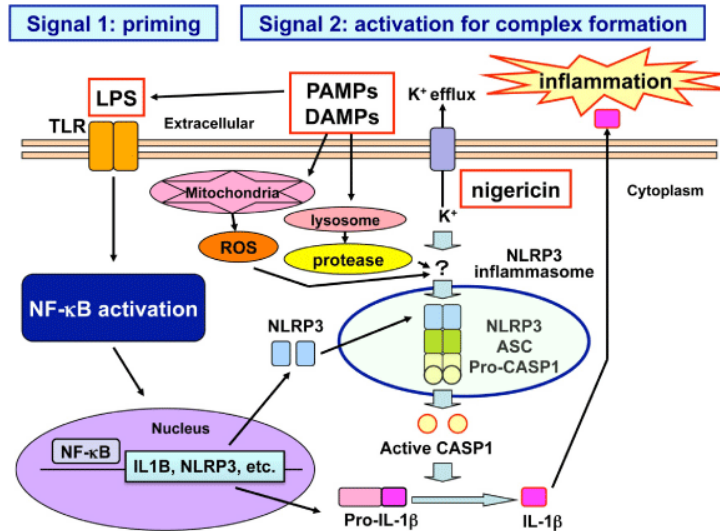 Signal 1: priming
Signal 2: activation for complex formation
LPS
PAMPs
DAMPs
K⁺ efflux
inflammation
TLR
Extracellular
Mitochondria
lysosome
nigericin
Cytoplasm
K⁺
ROS
protease
?
NLRP3
inflammasome
NF-κB activation
NLRP3
NLRP3
ASC
Pro-CASP1
Nucleus
NF-κB
IL1B, NLRP3, etc.
Active CASP1
Pro-IL-1β
IL-1β